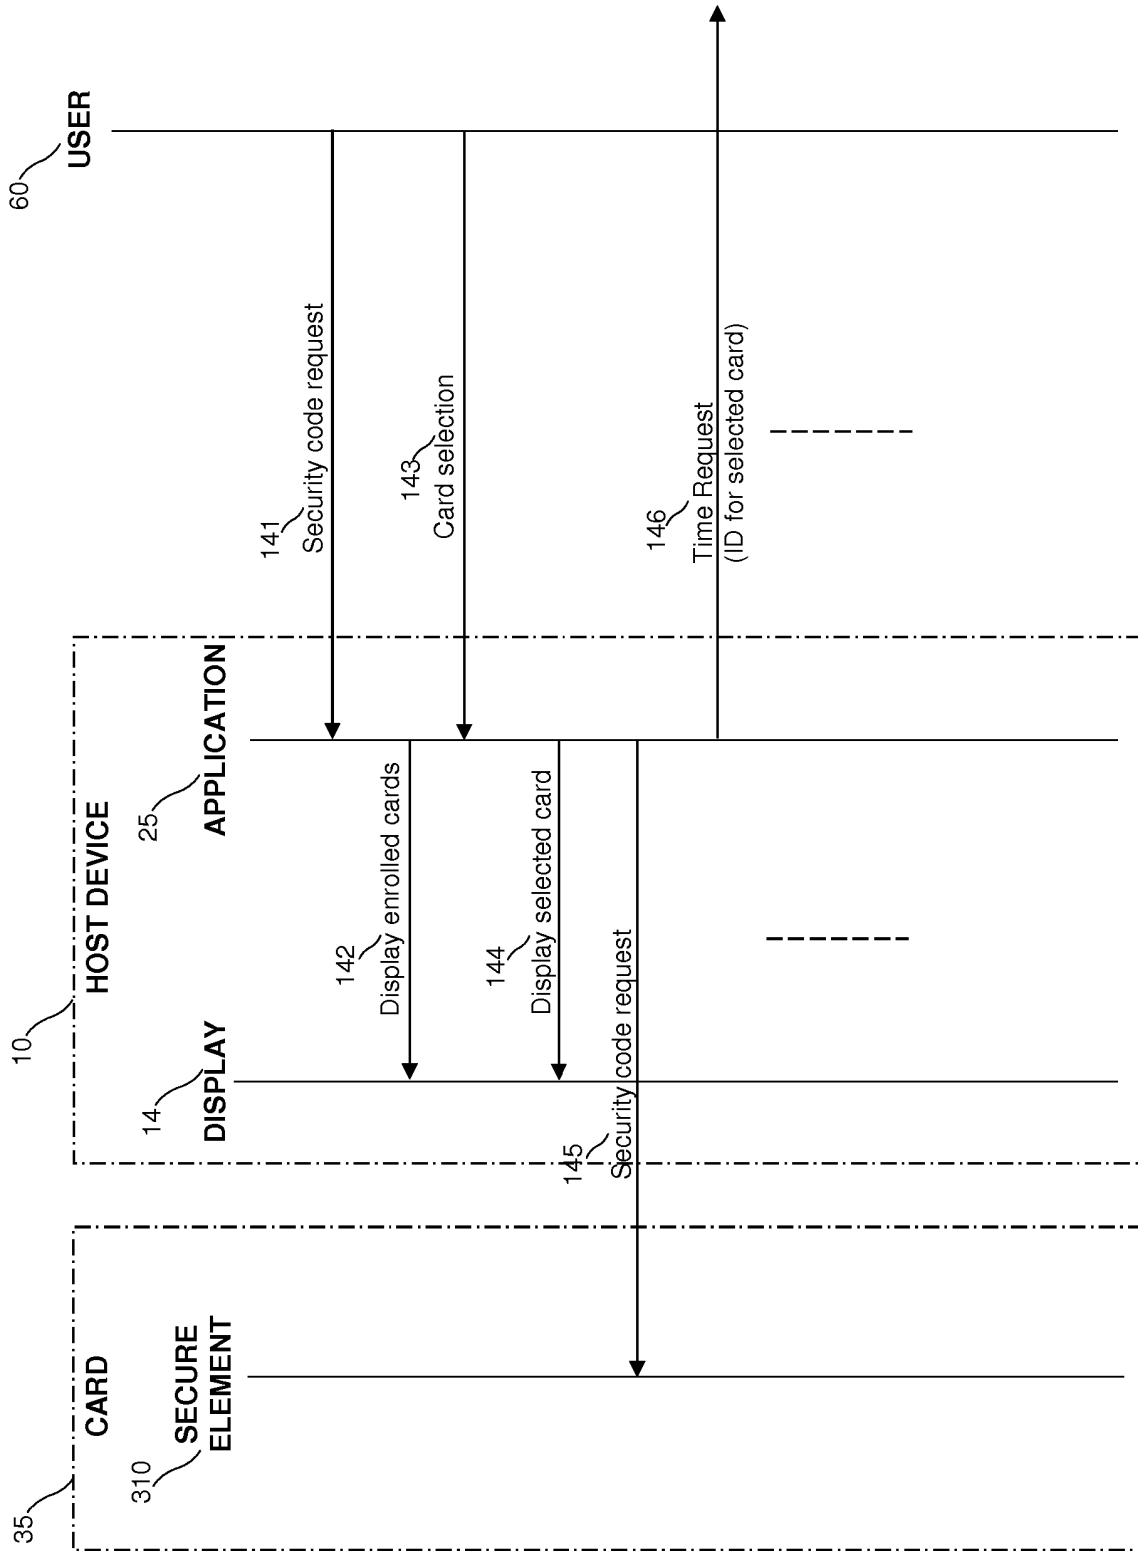 35
CARD
310
SECURE
ELEMENT
10
HOST DEVICE
14
DISPLAY
25
APPLICATION
60
USER
141
Security code request
142
Display enrolled cards
143
Card selection
144
Display selected card
145
Security code request
146
Time Request
(ID for selected card)